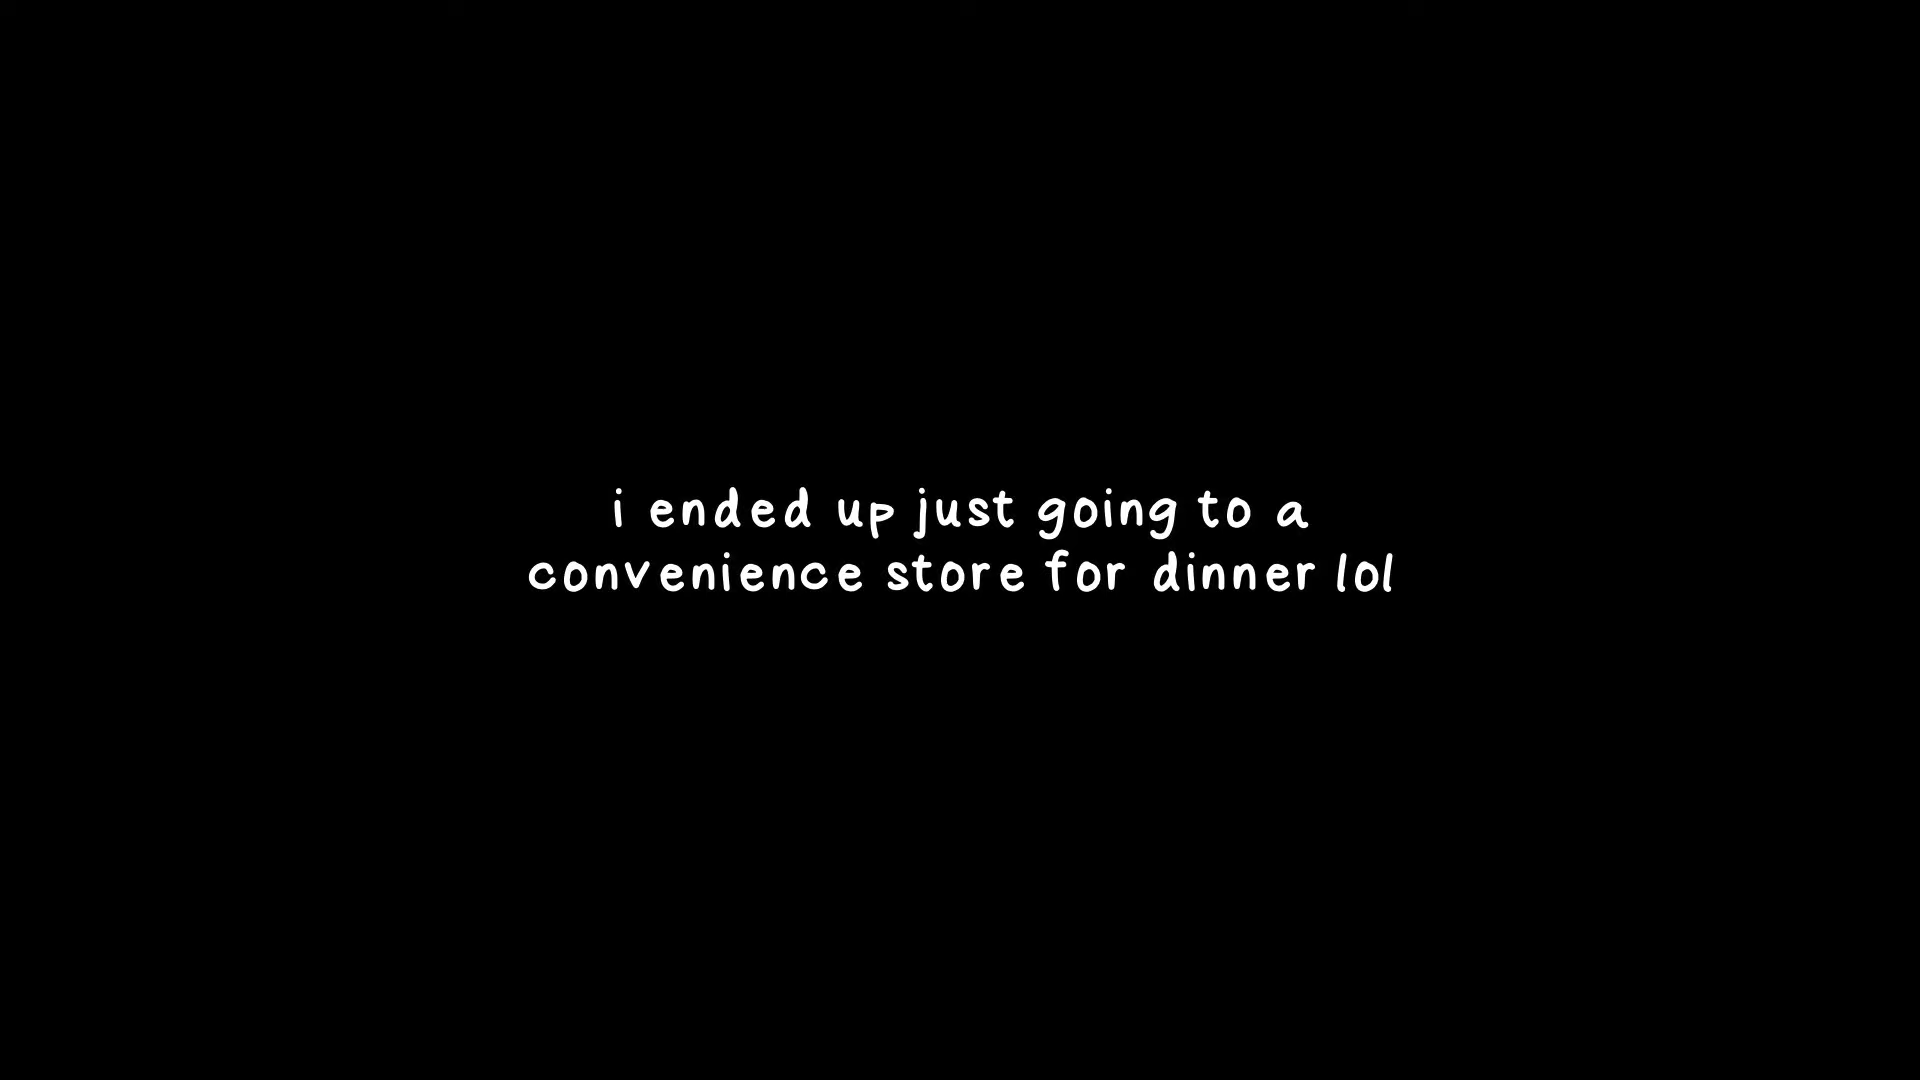 i ended up just going to a
convenience store for dinner lol